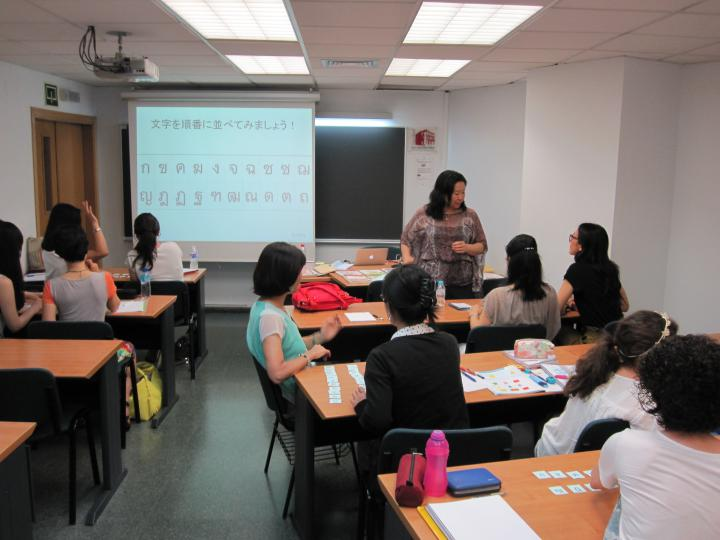 文字を順番に並べてみましょう！
ก ข ค ฆ ง จ ฉ ช ซ ฌ
ญ ฎ ฏ ฐ ฑ ฒ ณ ด ต ถ